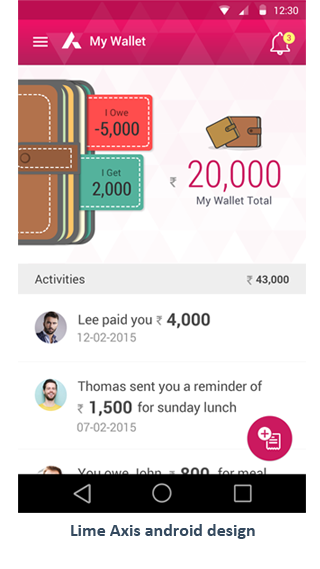 12:30
My Wallet
3
I Owe
-5,000
I Get
2,000
₹ 20,000
My Wallet Total
Activities ₹ 43,000
Lee paid you ₹ 4,000
12-02-2015
Thomas sent you a reminder of
₹ 1,500 for sunday lunch
07-02-2015
You owe John ₹ 800 for meal
Lime Axis android design